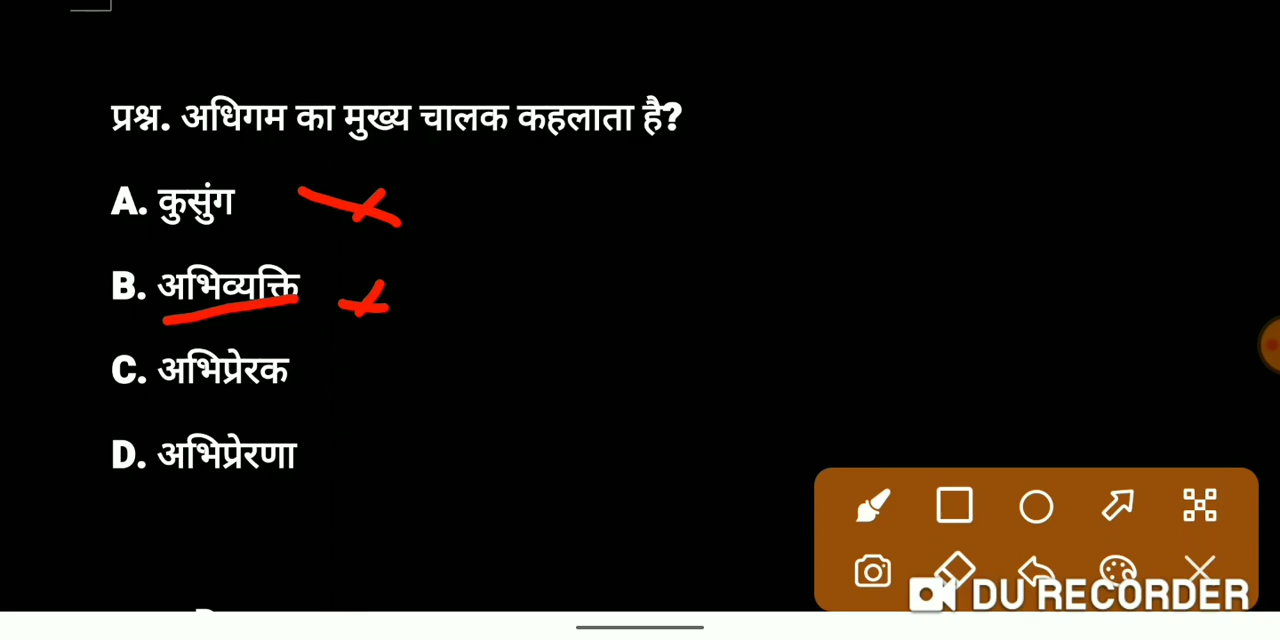 प्रश्न. अधिगम का मुख्य चालक कहलाता है?
A. कुसुंग
B. अभिव्यक्ति
C. अभिप्रेरक
D. अभिप्रेरणा
DU RECORDER